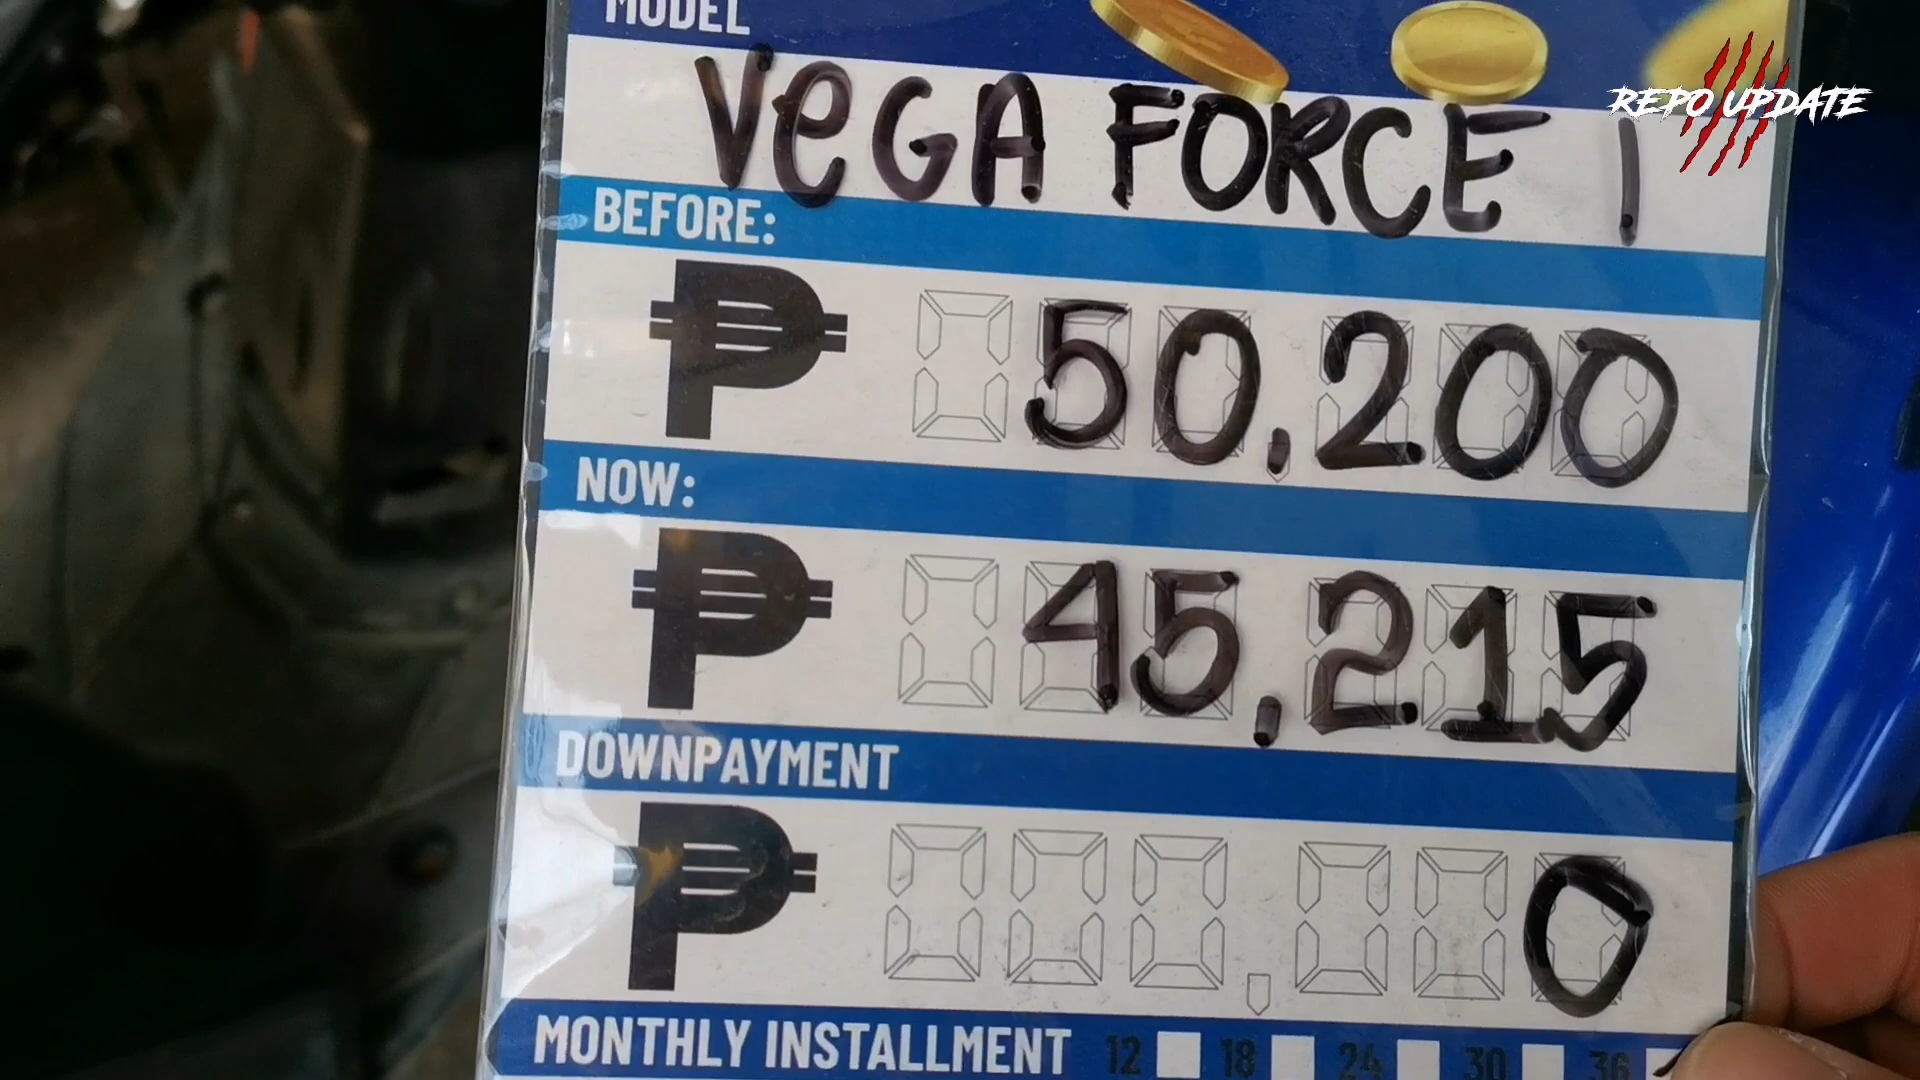 MODEL
VeGA FORCE 1
REPO UPDATE
BEFORE:
₱ 50,200
NOW:
₱ 45,215
DOWNPAYMENT
₱ 0
MONTHLY INSTALLMENT 12 18 24 30 36